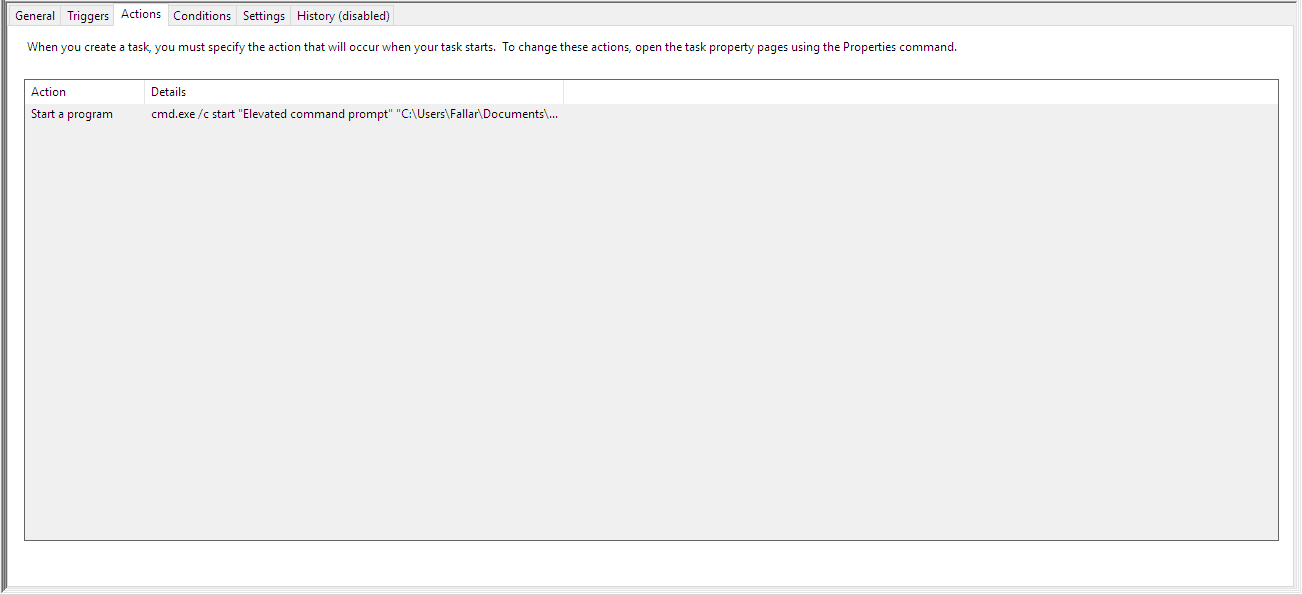 General Triggers Actions Conditions Settings History (disabled)
When you create a task, you must specify the action that will occur when your task starts.  To change these actions, open the task property pages using the Properties command.
Action Details
Start a program cmd.exe /c start "Elevated command prompt" "C:\Users\Fallar\Documents\...